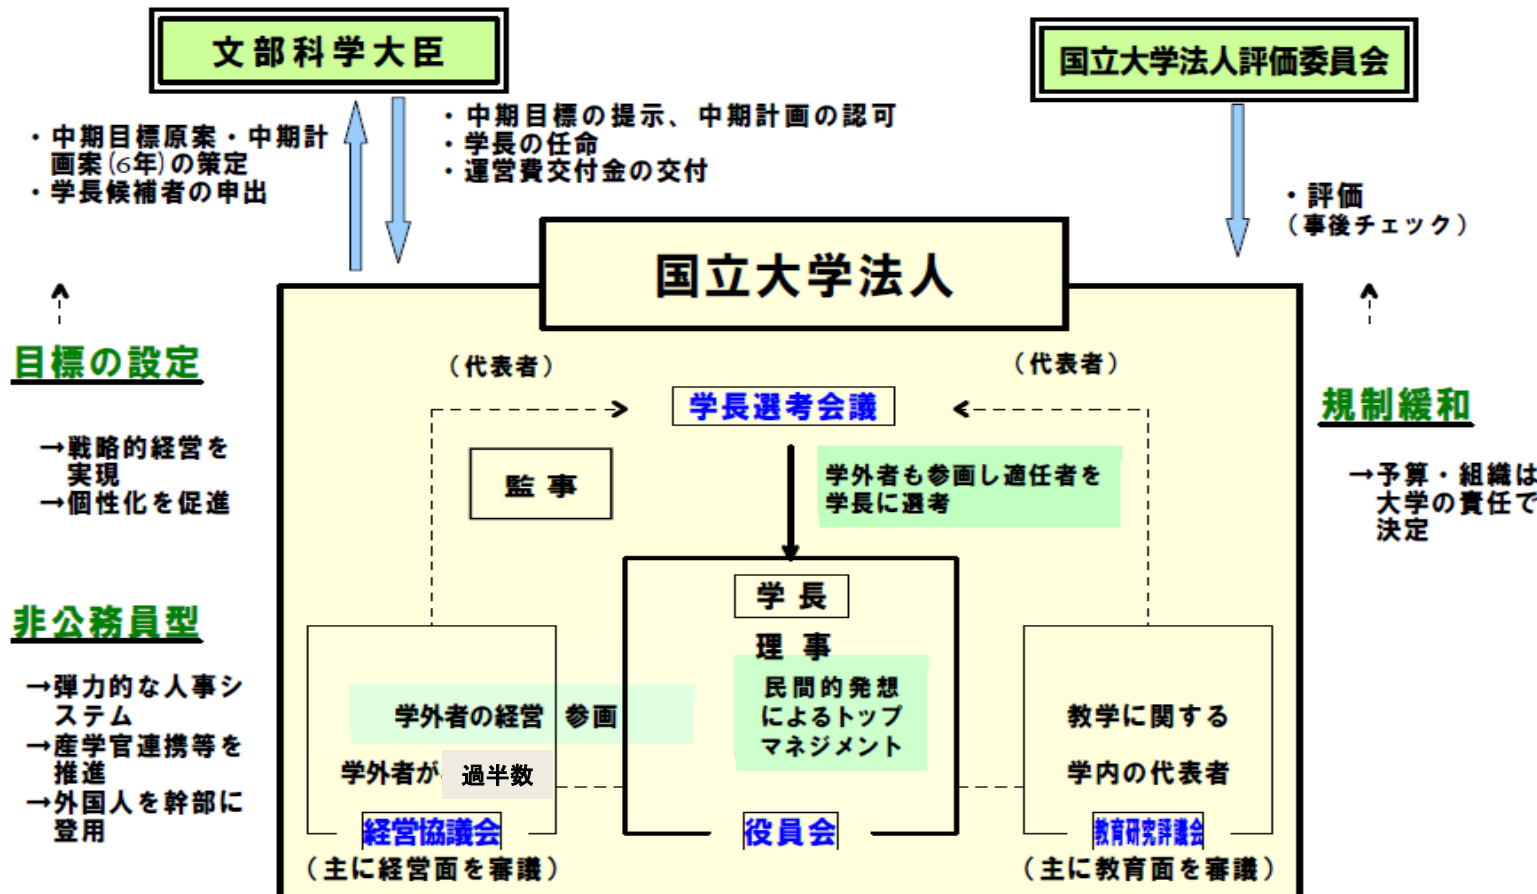 文部科学大臣
国立大学法人評価委員会
・中期目標原案・中期計
画案(6年)の策定
・学長候補者の申出
・中期目標の提示、中期計画の認可
・学長の任命
・運営費交付金の交付
・評価
（事後チェック）
国立大学法人
目標の設定
→戦略的経営を
実現
→個性化を促進
非公務員型
→弾力的な人事シ
ステム
→産学官連携等を
推進
→外国人を幹部に
登用
（代表者）
（代表者）
学長選考会議
監事
学外者も参画し適任者を
学長に選考
規制緩和
→予算・組織は
大学の責任で
決定
学長
理事
民間的発想
によるトップ
マネジメント
役員会
学外者の経営 参画
学外者が 過半数
経営協議会
（主に経営面を審議）
教学に関する
学内の代表者
教育研究評議会
（主に教育面を審議）